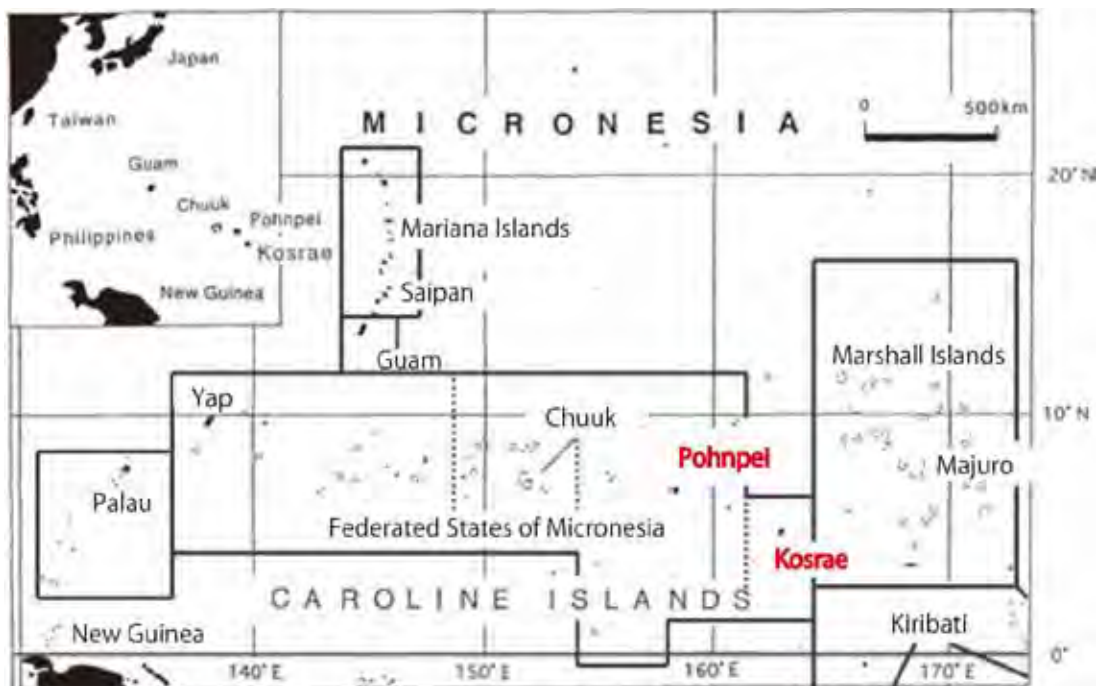 Japan
Taiwan
Guam
Chuuk
Pohnpei
Kosrae
Philippines
New Guinea
MICRONESIA
0 500km
20°N
Mariana Islands
Saipan
Guam
Marshall Islands
Yap
Chuuk
10°N
Pohnpei
Majuro
Palau
Federated States of Micronesia
Kosrae
CAROLINE ISLANDS
New Guinea
Kiribati
140°E 150°E 160°E 170°E 0°